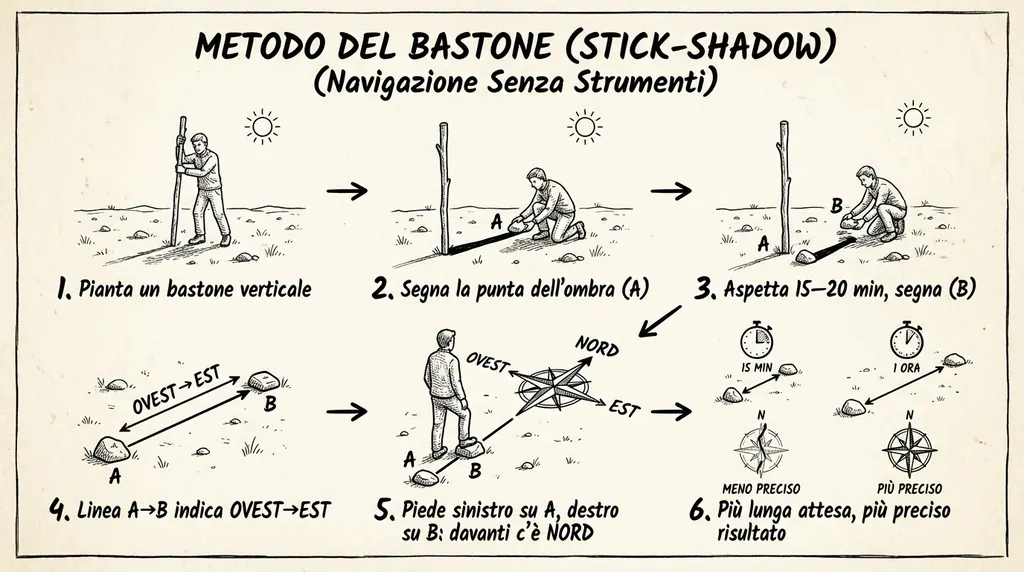 METODO DEL BASTONE (STICK-SHADOW)
(Navigazione Senza Strumenti)
1. Pianta un bastone verticale
A
2. Segna la punta dell'ombra (A)
B
A
3. Aspetta 15–20 min, segna (B)
OVEST→EST
B
A
4. Linea A→B indica OVEST→EST
NORD
OVEST
EST
A
B
5. Piede sinistro su A, destro
su B: davanti c'è NORD
15 MIN
1 ORA
N
N
MENO PRECISO
PIÙ PRECISO
6. Più lunga attesa, più preciso
risultato